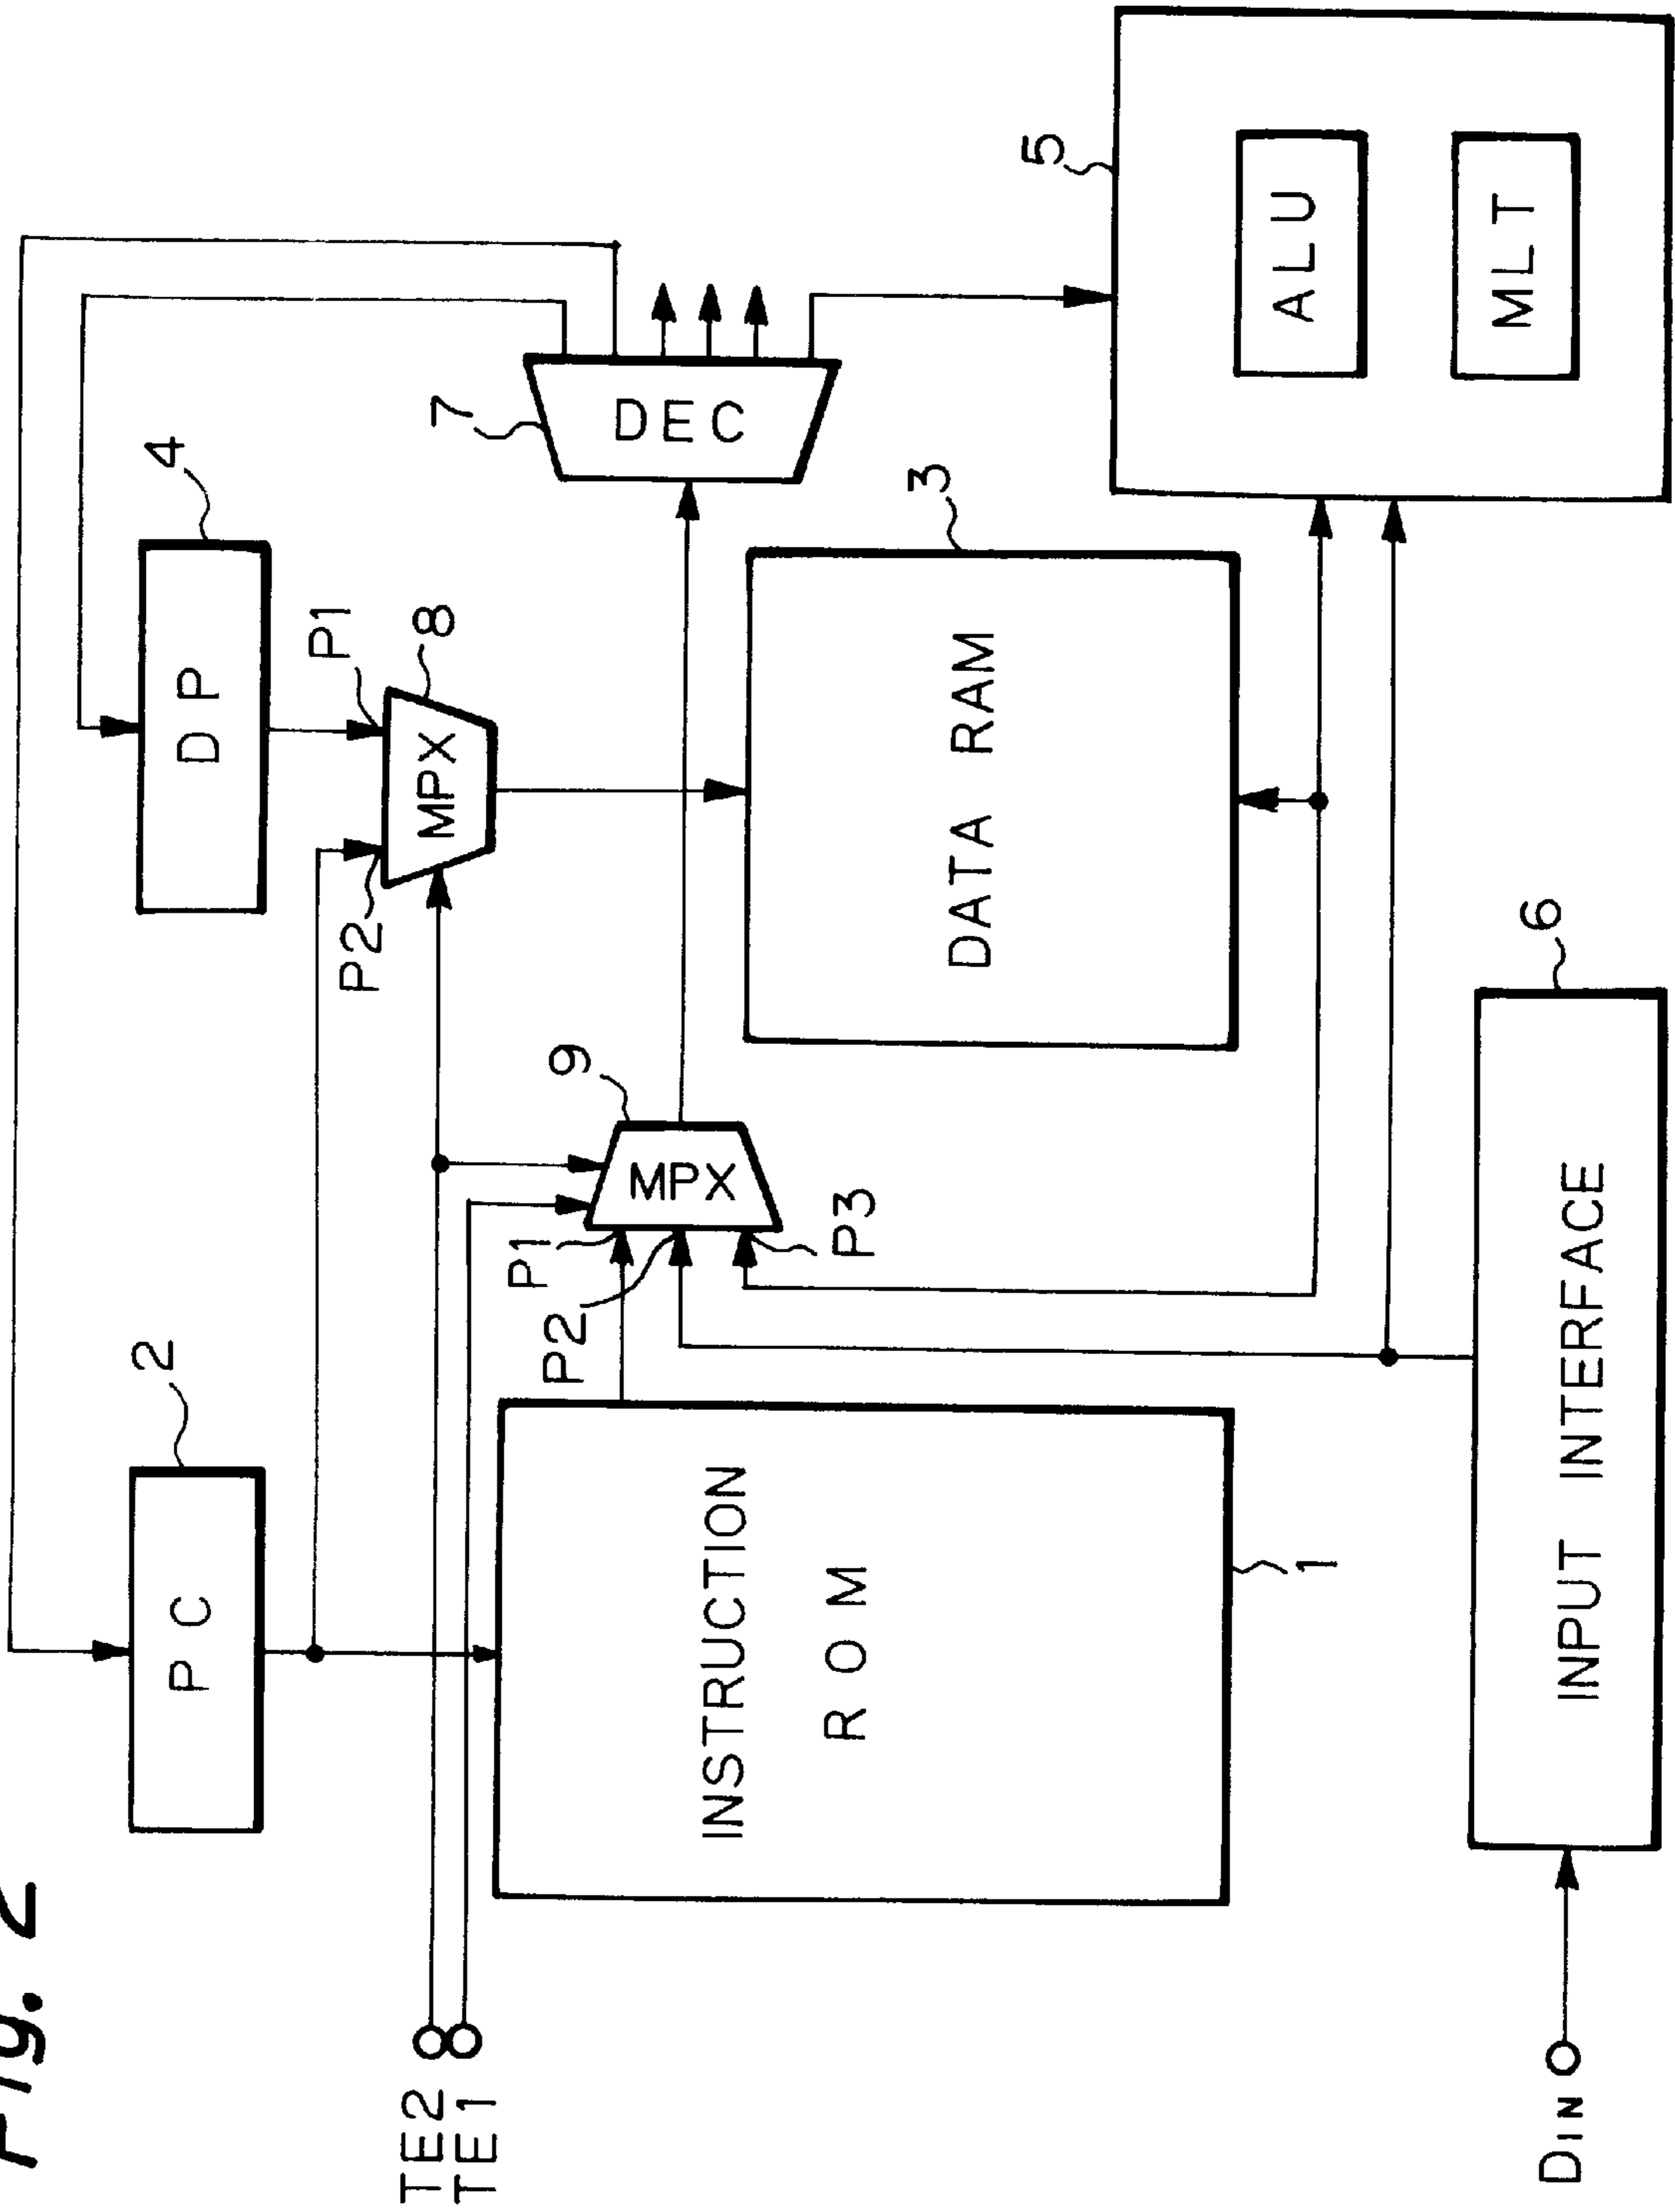 Fig. 2
TE2
TE1
DIN
PC
2
INSTRUCTION
ROM
1
INPUT INTERFACE
6
P1
P2
P3
MPX
9
P2
P1
MPX
8
DP
4
DATA RAM
3
DEC
7
5
ALU
MLT